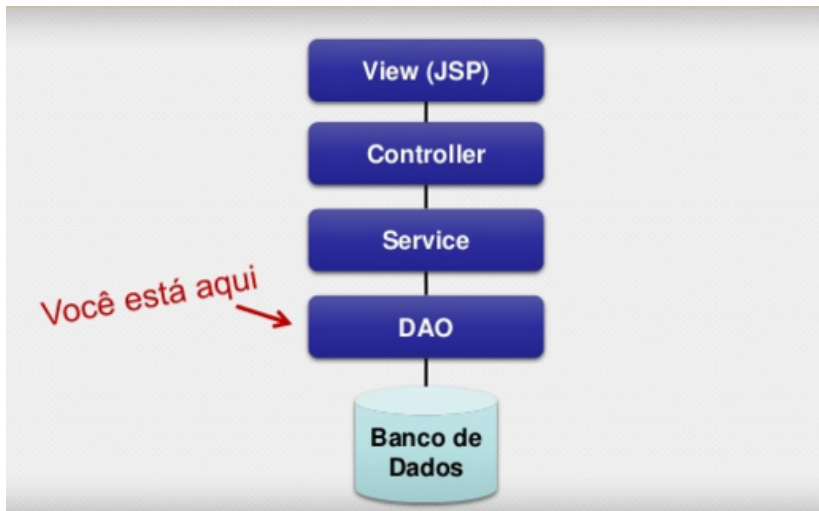 View (JSP)
Controller
Service
Você está aqui
DAO
Banco de
Dados